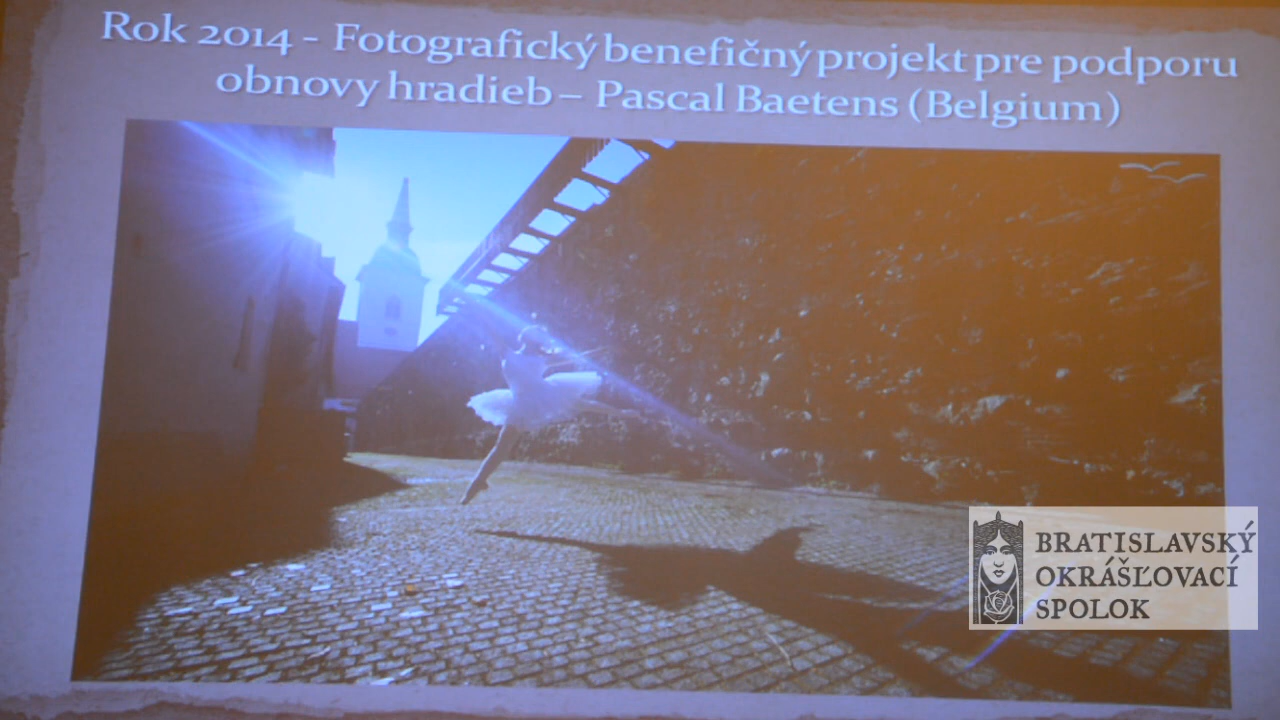 Rok 2014 - Fotografický benefičný projekt pre podporu
obnovy hradieb – Pascal Baetens (Belgium)
BRATISLAVSKÝ
OKRÁŠĽOVACÍ
SPOLOK